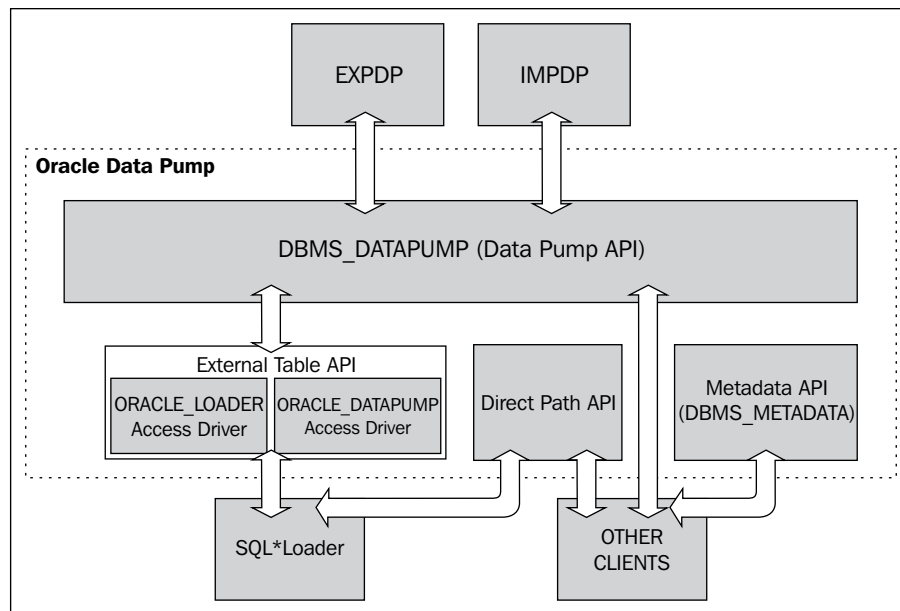 EXPDP
IMPDP
Oracle Data Pump
DBMS_DATAPUMP (Data Pump API)
External Table API
ORACLE_LOADER
Access Driver
ORACLE_DATAPUMP
Access Driver
Direct Path API
Metadata API
(DBMS_METADATA)
SQL*Loader
OTHER
CLIENTS